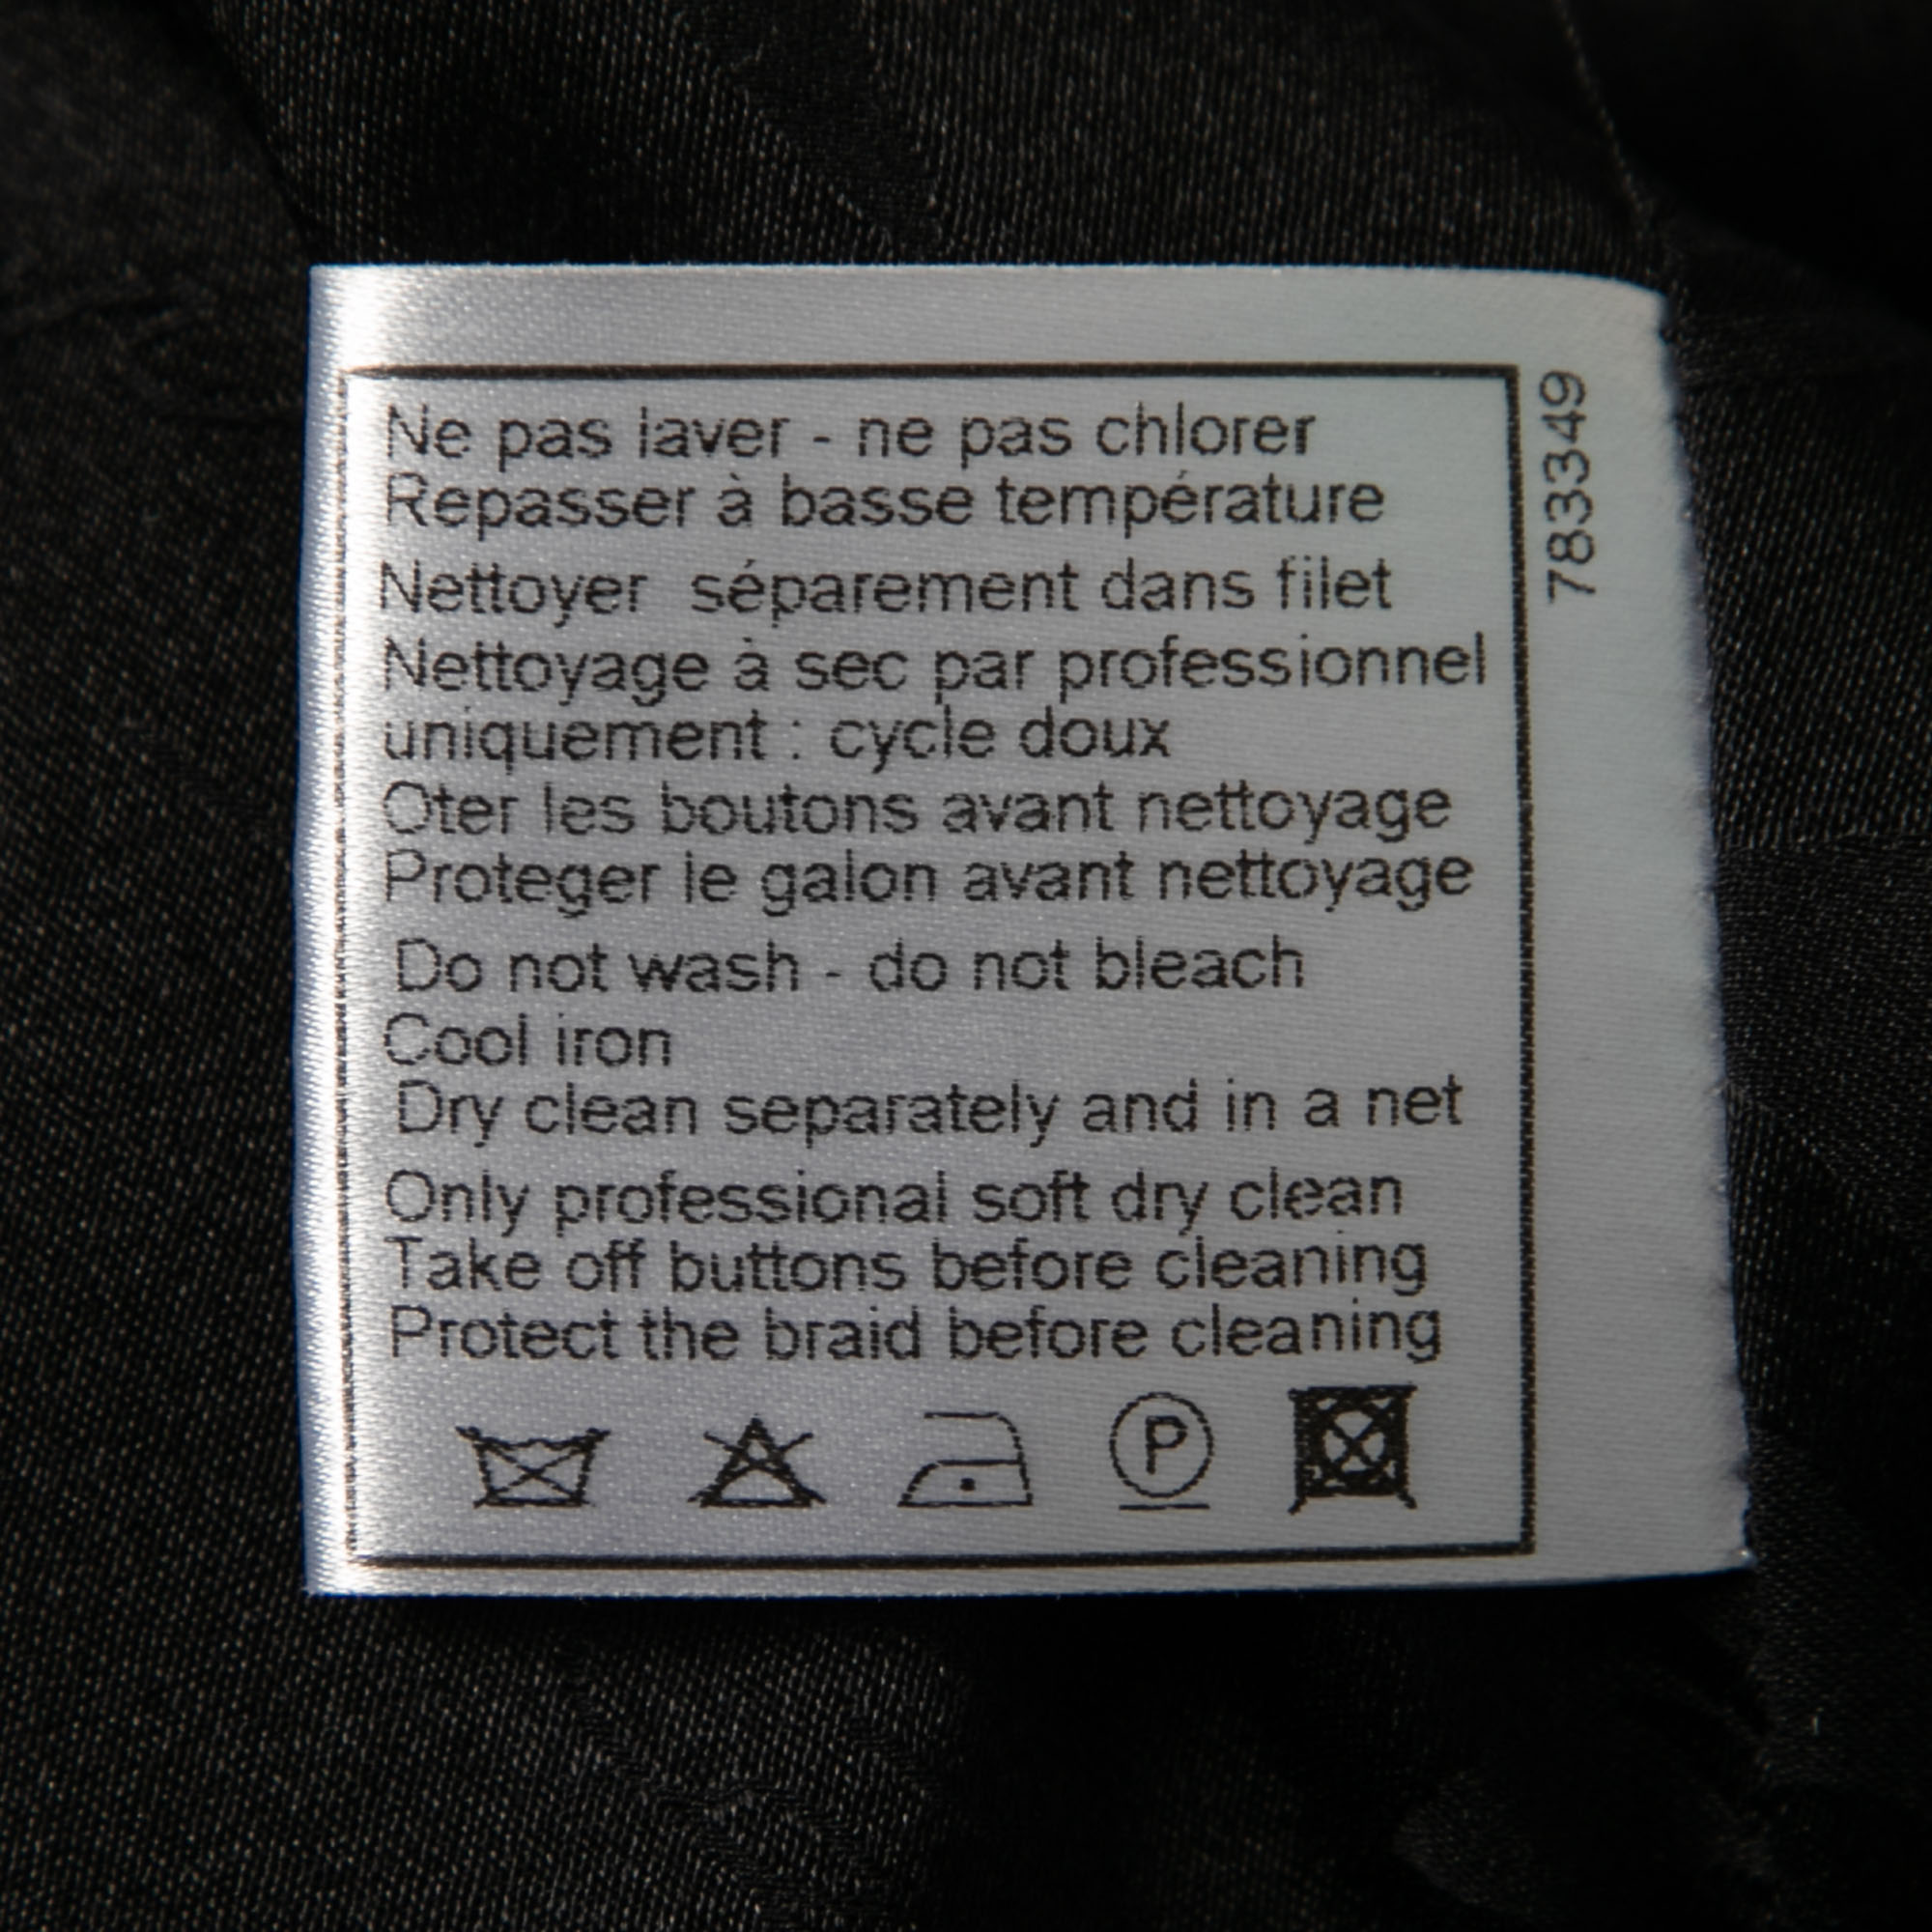 Ne pas laver - ne pas chlorer
Repasser à basse température
Nettoyer séparement dans filet
Nettoyage à sec par professionnel
uniquement : cycle doux
Oter les boutons avant nettoyage
Proteger le galon avant nettoyage
Do not wash - do not bleach
Cool iron
Dry clean separately and in a net
Only professional soft dry clean
Take off buttons before cleaning
Protect the braid before cleaning
P
783349